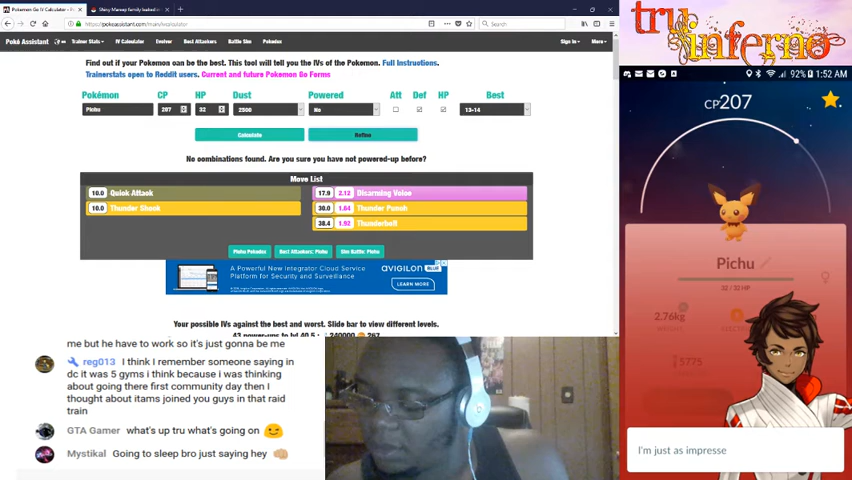 Pokemon Go IV Calculator
Shiny Mareep family leaked in
https://pokeassistant.com/main/ivcalculator
Search
Poké Assistant
Trainer Stats
IV Calculator
Evolver
Best Attackers
Battle Sim
Pokedex
Sign In
More
Find out if your Pokemon can be the best. This tool will tell you the IVs of the Pokemon. Full Instructions.
Trainerstats open to Reddit users. Current and future Pokemon Go Forms
Pokémon CP HP Dust Powered Att Def HP Best
Pichu 207 32 2500 No 13-14
Calculate Refine
No combinations found. Are you sure you have not powered-up before?
Move List
10.0 Quick Attack 17.9 2.12 Disarming Voice
10.0 Thunder Shock 30.0 1.64 Thunder Punch
38.4 1.92 Thunderbolt
Pichu Pokedex Best Attackers: Pichu Sim Battle: Pichu
A Powerful New Integrator Cloud Service
Platform for Security and Surveillance
AVIGILON BLUE
LEARN MORE
Your possible IVs against the best and worst. Slide bar to view different levels.
me but he have to work so it's just gonna be me
reg013 I think I remember someone saying in
dc it was 5 gyms i think because i was thinking
about going there first community day then I
thought about itams joined you guys in that raid
train
GTA Gamer what's up tru what's going on
Mystikal Going to sleep bro just saying hey
tru
inferno
92% 1:52 AM
CP207
Pichu
32 / 32 HP
2.76kg
WEIGHT
5775
I'm just as impresse